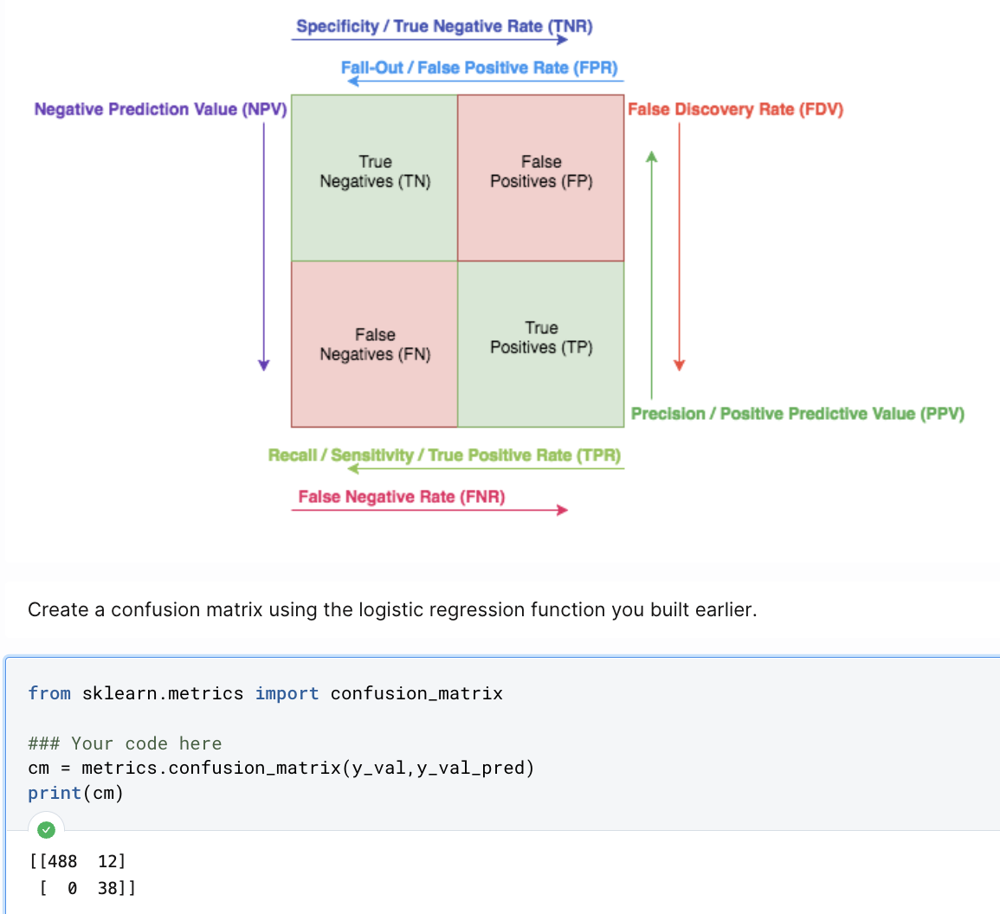 Specificity / True Negative Rate (TNR)
Fall-Out / False Positive Rate (FPR)
Negative Prediction Value (NPV)
False Discovery Rate (FDV)
True
Negatives (TN)
False
Positives (FP)
False
Negatives (FN)
True
Positives (TP)
Precision / Positive Predictive Value (PPV)
Recall / Sensitivity / True Positive Rate (TPR)
False Negative Rate (FNR)
Create a confusion matrix using the logistic regression function you built earlier.
from sklearn.metrics import confusion_matrix
### Your code here
cm = metrics.confusion_matrix(y_val,y_val_pred)
print(cm)
[[488  12]
 [  0  38]]